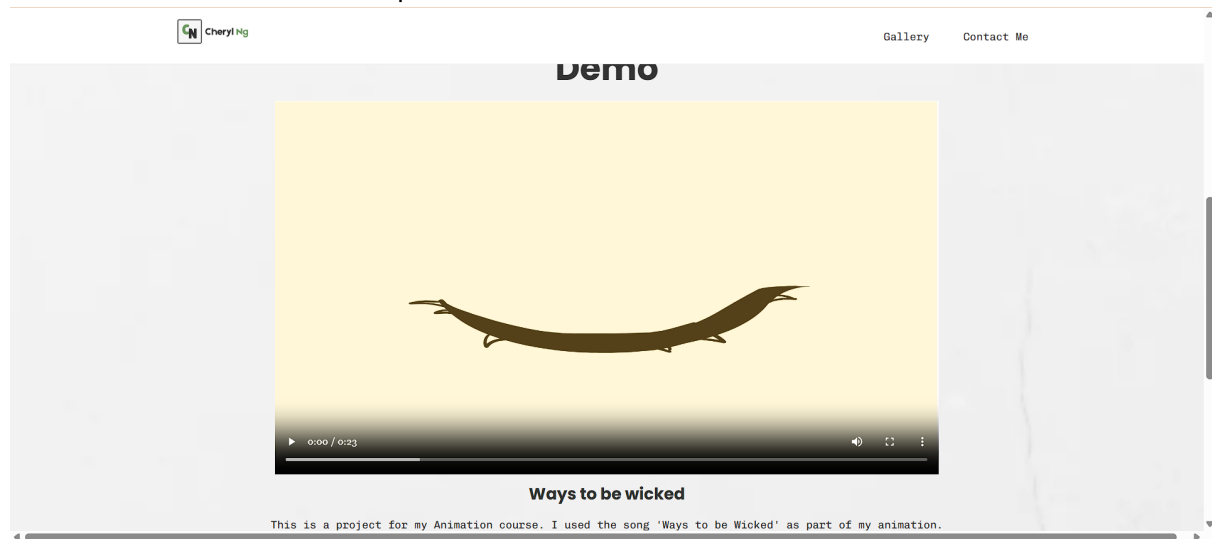 CN Cheryl Ng
Gallery Contact Me
Demo
0:00 / 0:23
Ways to be wicked
This is a project for my Animation course. I used the song 'Ways to be Wicked' as part of my animation.